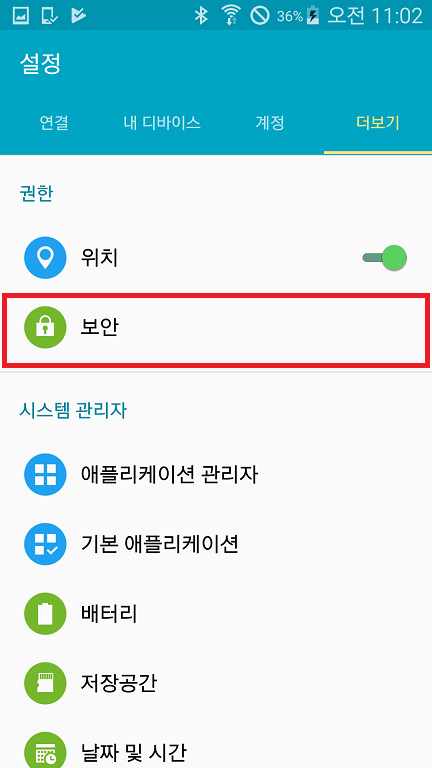 36% 오전 11:02
설정
연결 내 디바이스 계정 더보기
권한
위치
보안
시스템 관리자
애플리케이션 관리자
기본 애플리케이션
배터리
저장공간
날짜 및 시간